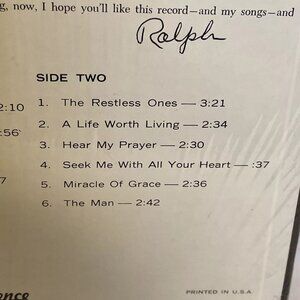 g, now, I hope you'll like this record—and my songs—and
Ralph
SIDE TWO
1. The Restless Ones — 3:21
2. A Life Worth Living — 2:34
3. Hear My Prayer — 2:30
4. Seek Me With All Your Heart — :37
5. Miracle Of Grace — 2:36
6. The Man — 2:42
2:10
:56
7
ence
PRINTED IN U.S.A.